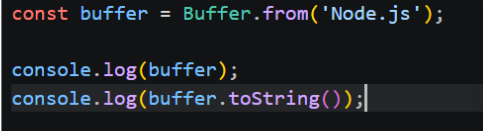 const buffer = Buffer.from('Node.js');
console.log(buffer);
console.log(buffer.toString());